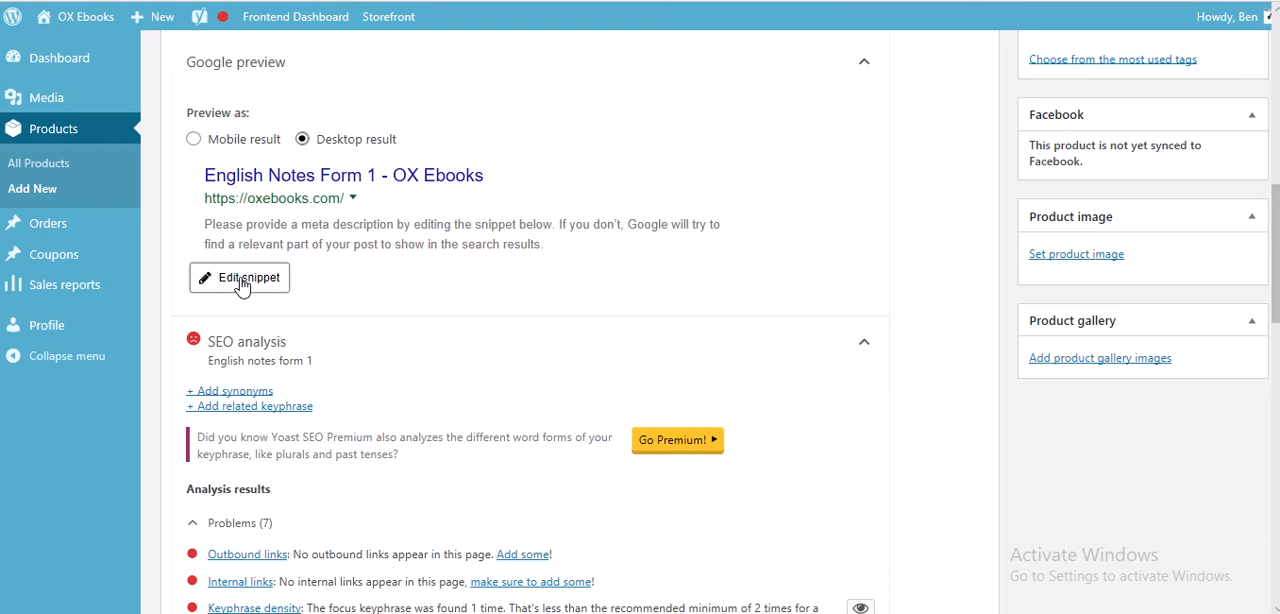 OX Ebooks
New
Frontend Dashboard
Storefront
Howdy, Ben
Dashboard
Media
Products
All Products
Add New
Orders
Coupons
Sales reports
Profile
Collapse menu
Google preview
Preview as:
Mobile result
Desktop result
English Notes Form 1 - OX Ebooks
https://oxebooks.com/
Please provide a meta description by editing the snippet below. If you don't, Google will try to
find a relevant part of your post to show in the search results.
Edit snippet
SEO analysis
English notes form 1
+ Add synonyms
+ Add related keyphrase
Did you know Yoast SEO Premium also analyzes the different word forms of your
keyphrase, like plurals and past tenses?
Go Premium!
Analysis results
Problems (7)
Outbound links: No outbound links appear in this page. Add some!
Internal links: No internal links appear in this page, make sure to add some!
Keyphrase density: The focus keyphrase was found 1 time. That's less than the recommended minimum of 2 times for a
Choose from the most used tags
Facebook
This product is not yet synced to
Facebook.
Product image
Set product image
Product gallery
Add product gallery images
Activate Windows
Go to Settings to activate Windows.